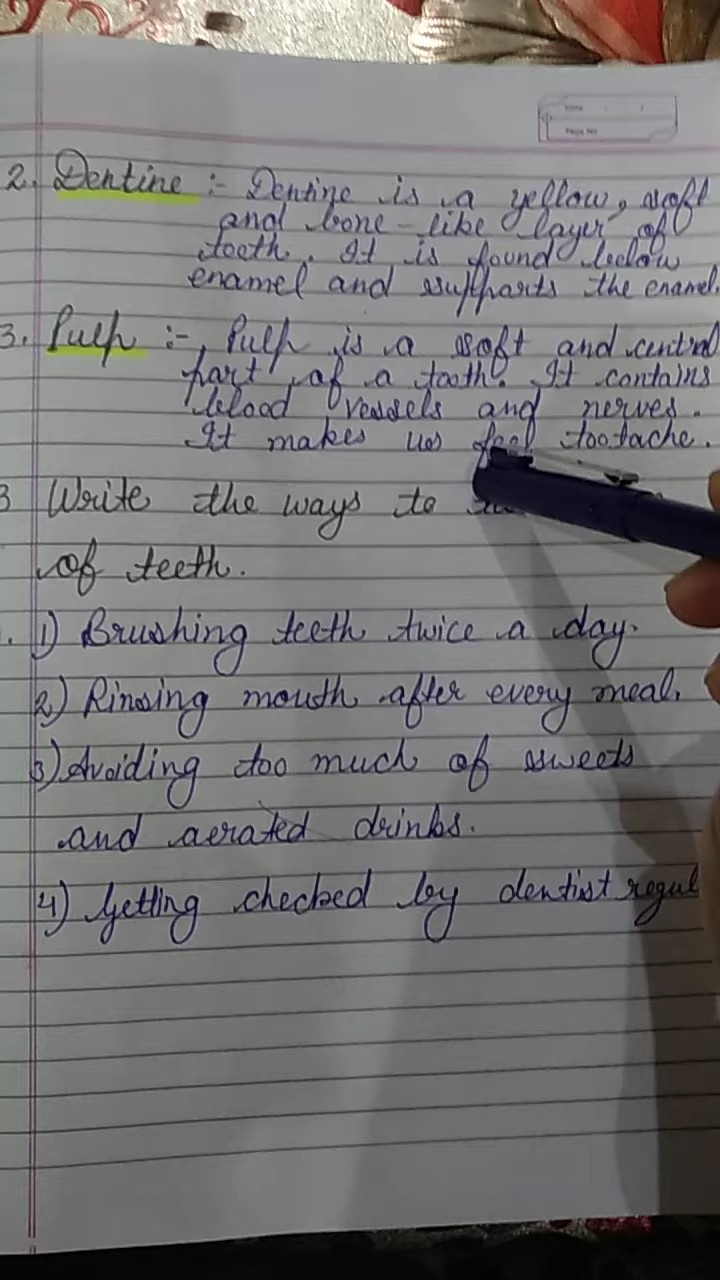 2. Dentine :- Dentine is a yellow, soft
and bone-like layer of
teeth. It is found below
enamel and supports the enamel.
3. Pulp :- Pulp is a soft and central
part of a tooth. It contains
blood vessels and nerves.
It makes us feel tootache.
3 Write the ways to
of teeth.
1) Brushing teeth twice a day.
2) Rinsing mouth after every meal.
3) Avoiding too much of sweets
and aerated drinks.
4) Getting checked by dentist regul